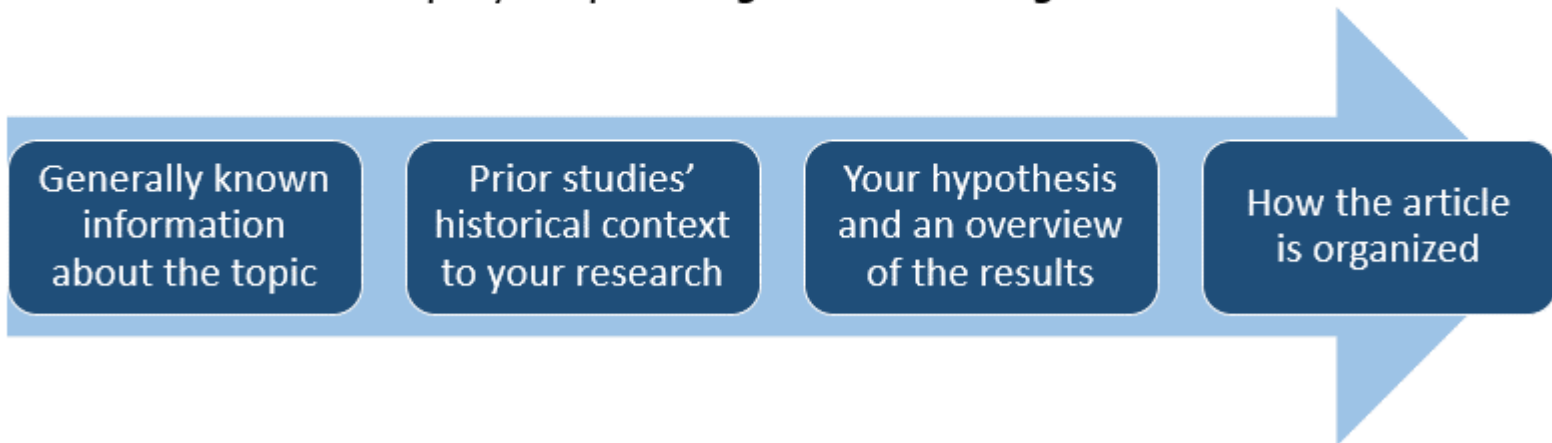 Generally known
information
about the topic
Prior studies’
historical context
to your research
Your hypothesis
and an overview
of the results
How the article
is organized